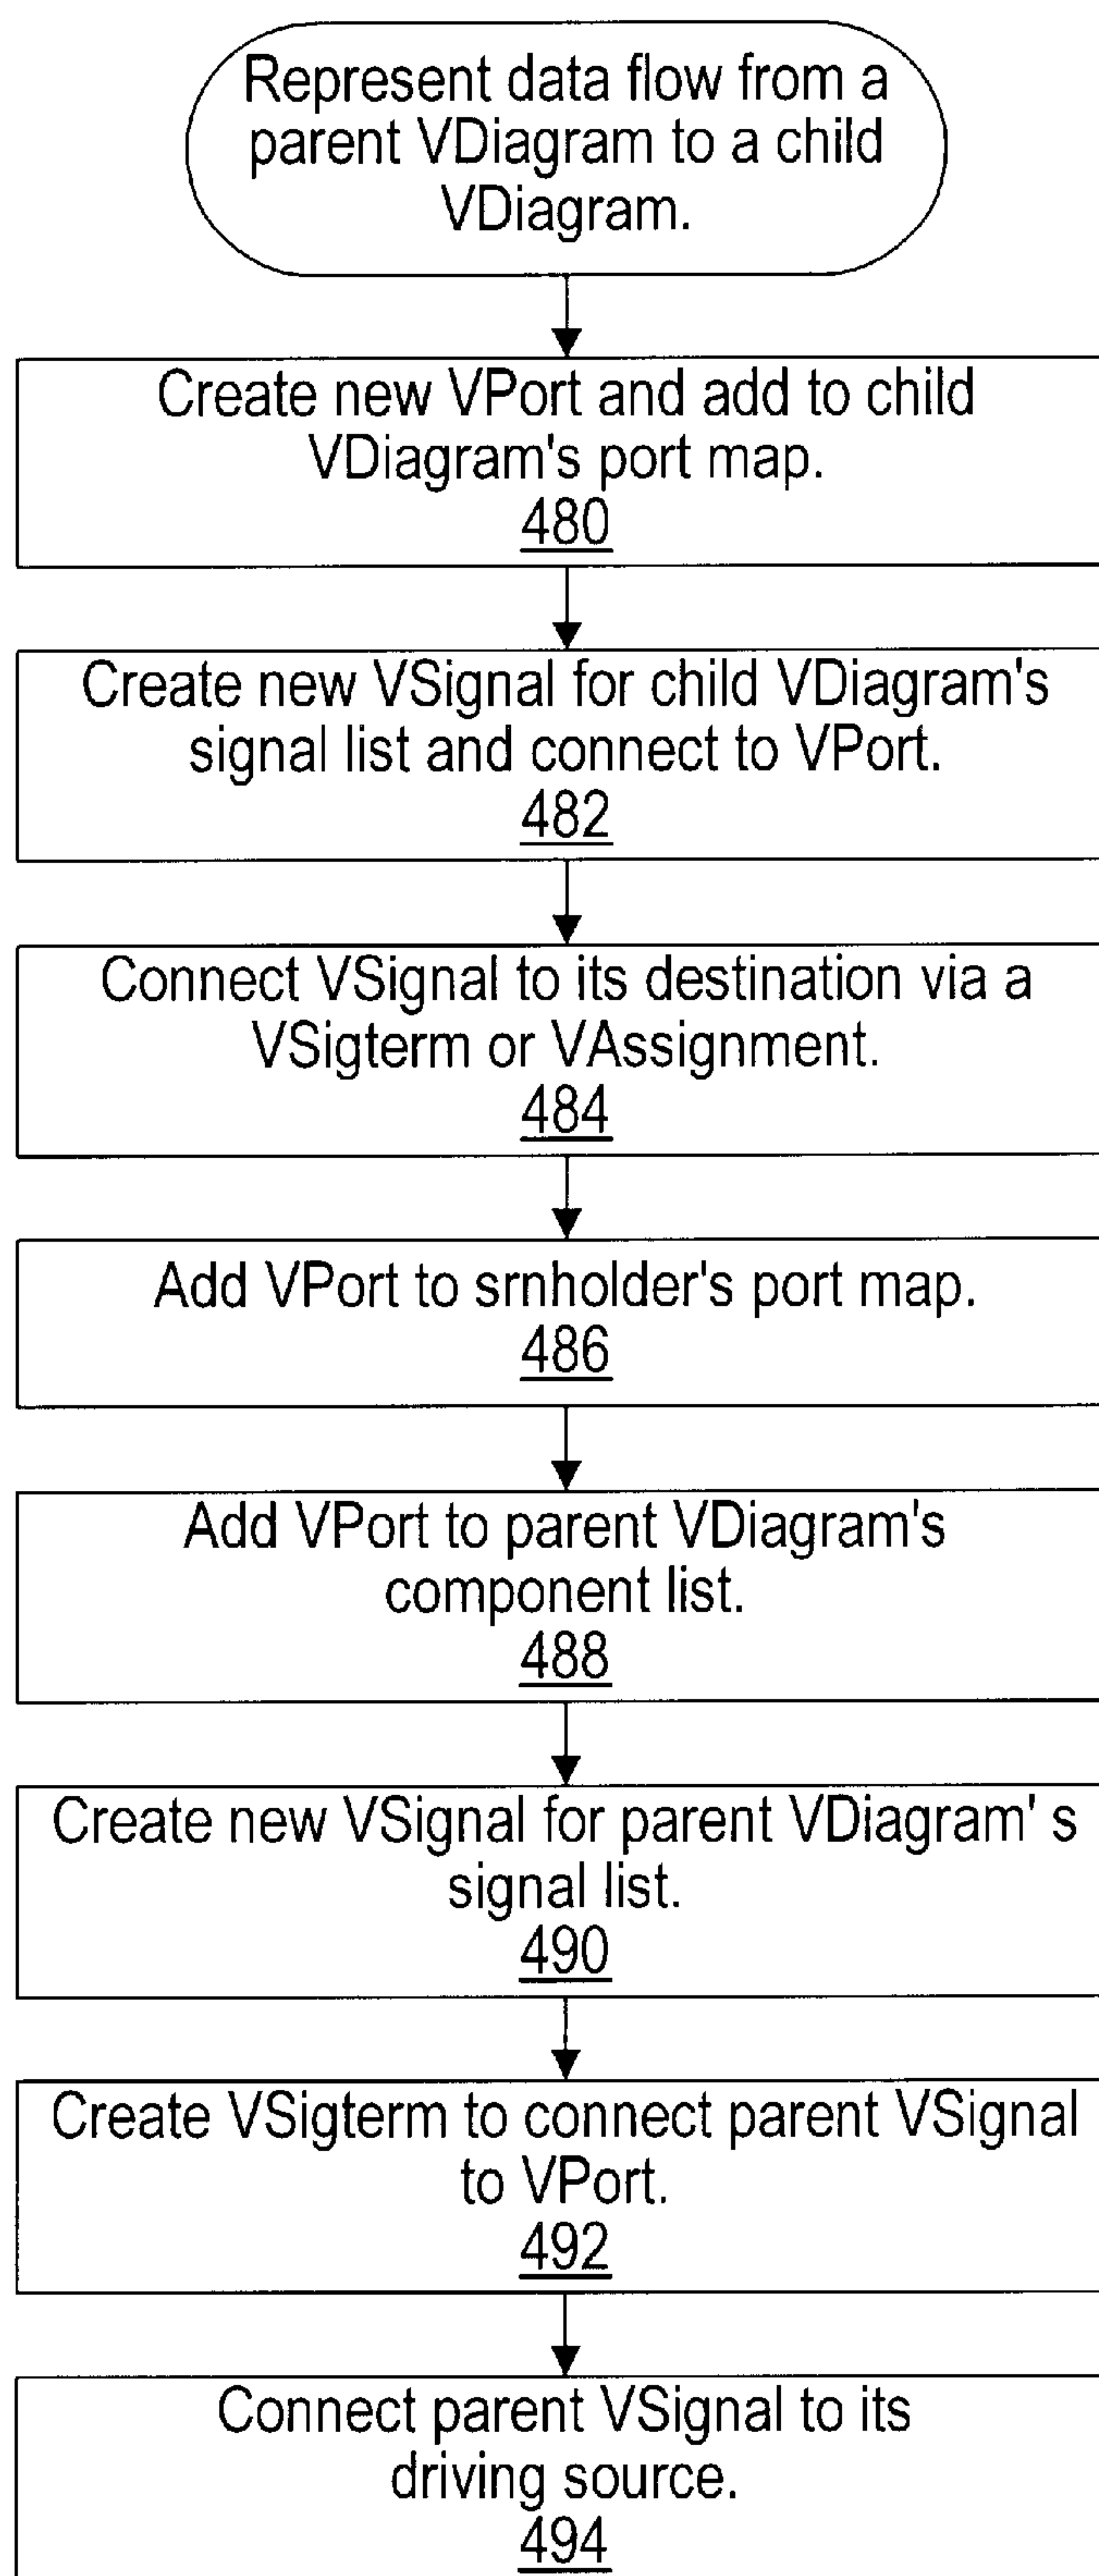 Represent data flow from a
parent VDiagram to a child
VDiagram.
Create new VPort and add to child
VDiagram's port map.
480
Create new VSignal for child VDiagram's
signal list and connect to VPort.
482
Connect VSignal to its destination via a
VSigterm or VAssignment.
484
Add VPort to srnholder's port map.
486
Add VPort to parent VDiagram's
component list.
488
Create new VSignal for parent VDiagram' s
signal list.
490
Create VSigterm to connect parent VSignal
to VPort.
492
Connect parent VSignal to its
driving source.
494